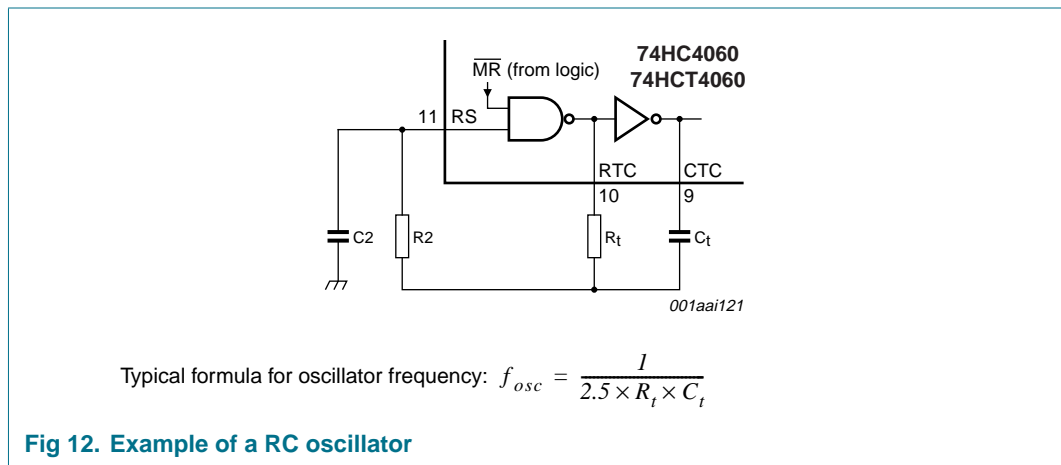 74HC4060
74HCT4060
MR (from logic)
11 RS
RTC CTC
10 9
C2 R2 Rt Ct
001aai121
Typical formula for oscillator frequency: f osc = 1 / 2.5 × Rt × Ct
Fig 12. Example of a RC oscillator